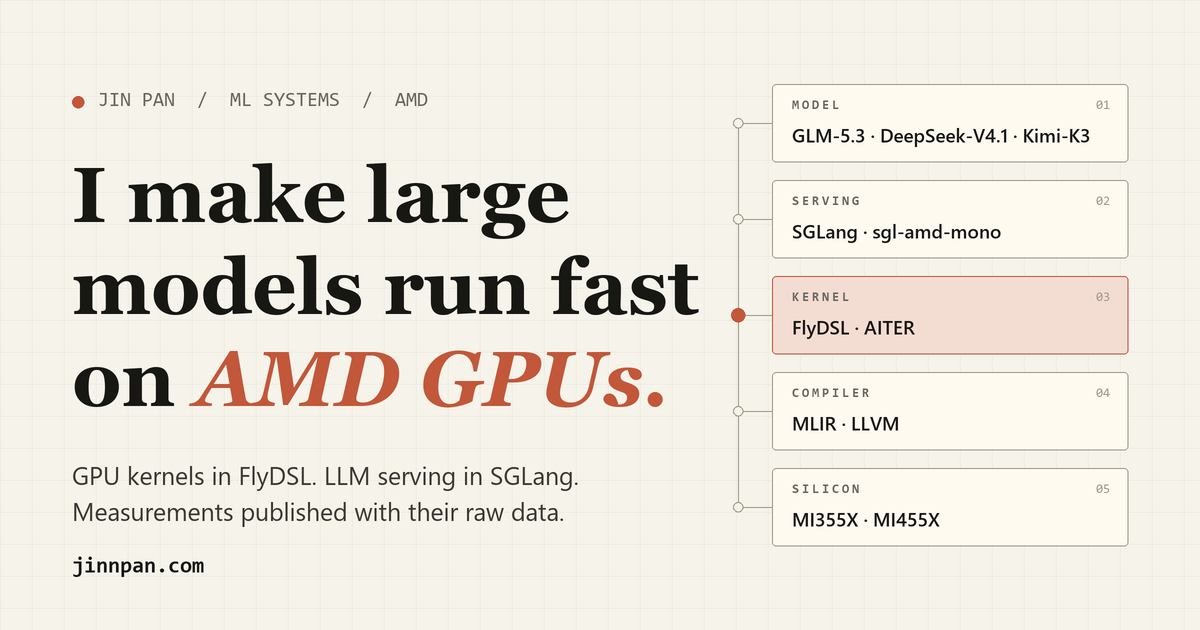 JIN PAN / ML SYSTEMS / AMD
I make large
models run fast
on AMD GPUs.
GPU kernels in FlyDSL. LLM serving in SGLang.
Measurements published with their raw data.
jinnpan.com
MODEL 01
GLM-5.3 · DeepSeek-V4.1 · Kimi-K3
SERVING 02
SGLang · sgl-amd-mono
KERNEL 03
FlyDSL · AITER
COMPILER 04
MLIR · LLVM
SILICON 05
MI355X · MI455X